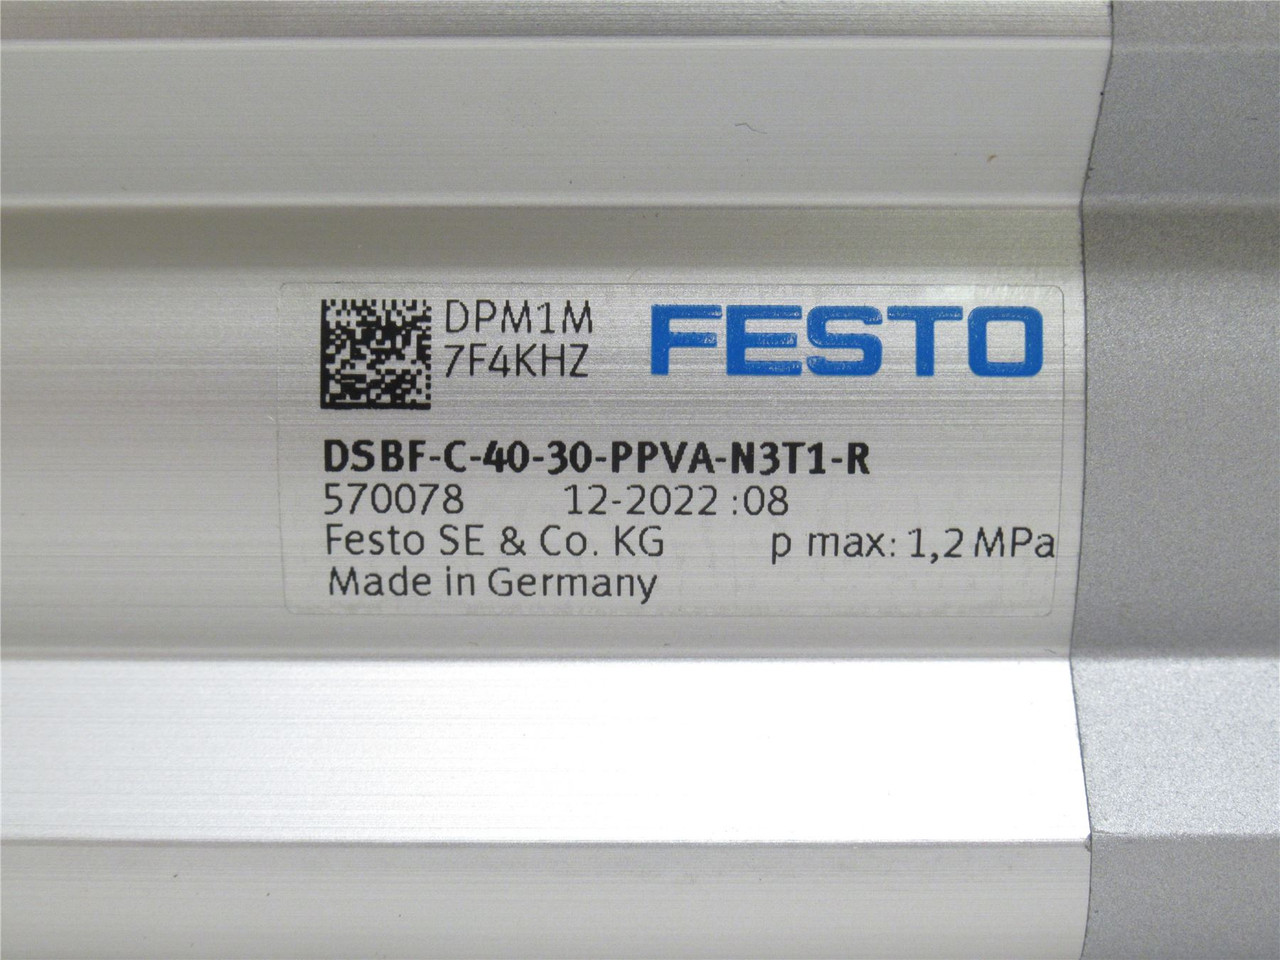 DPM1M
7F4KHZ
FESTO
DSBF-C-40-30-PPVA-N3T1-R
570078 12-2022 :08
Festo SE & Co. KG p max: 1,2 MPa
Made in Germany